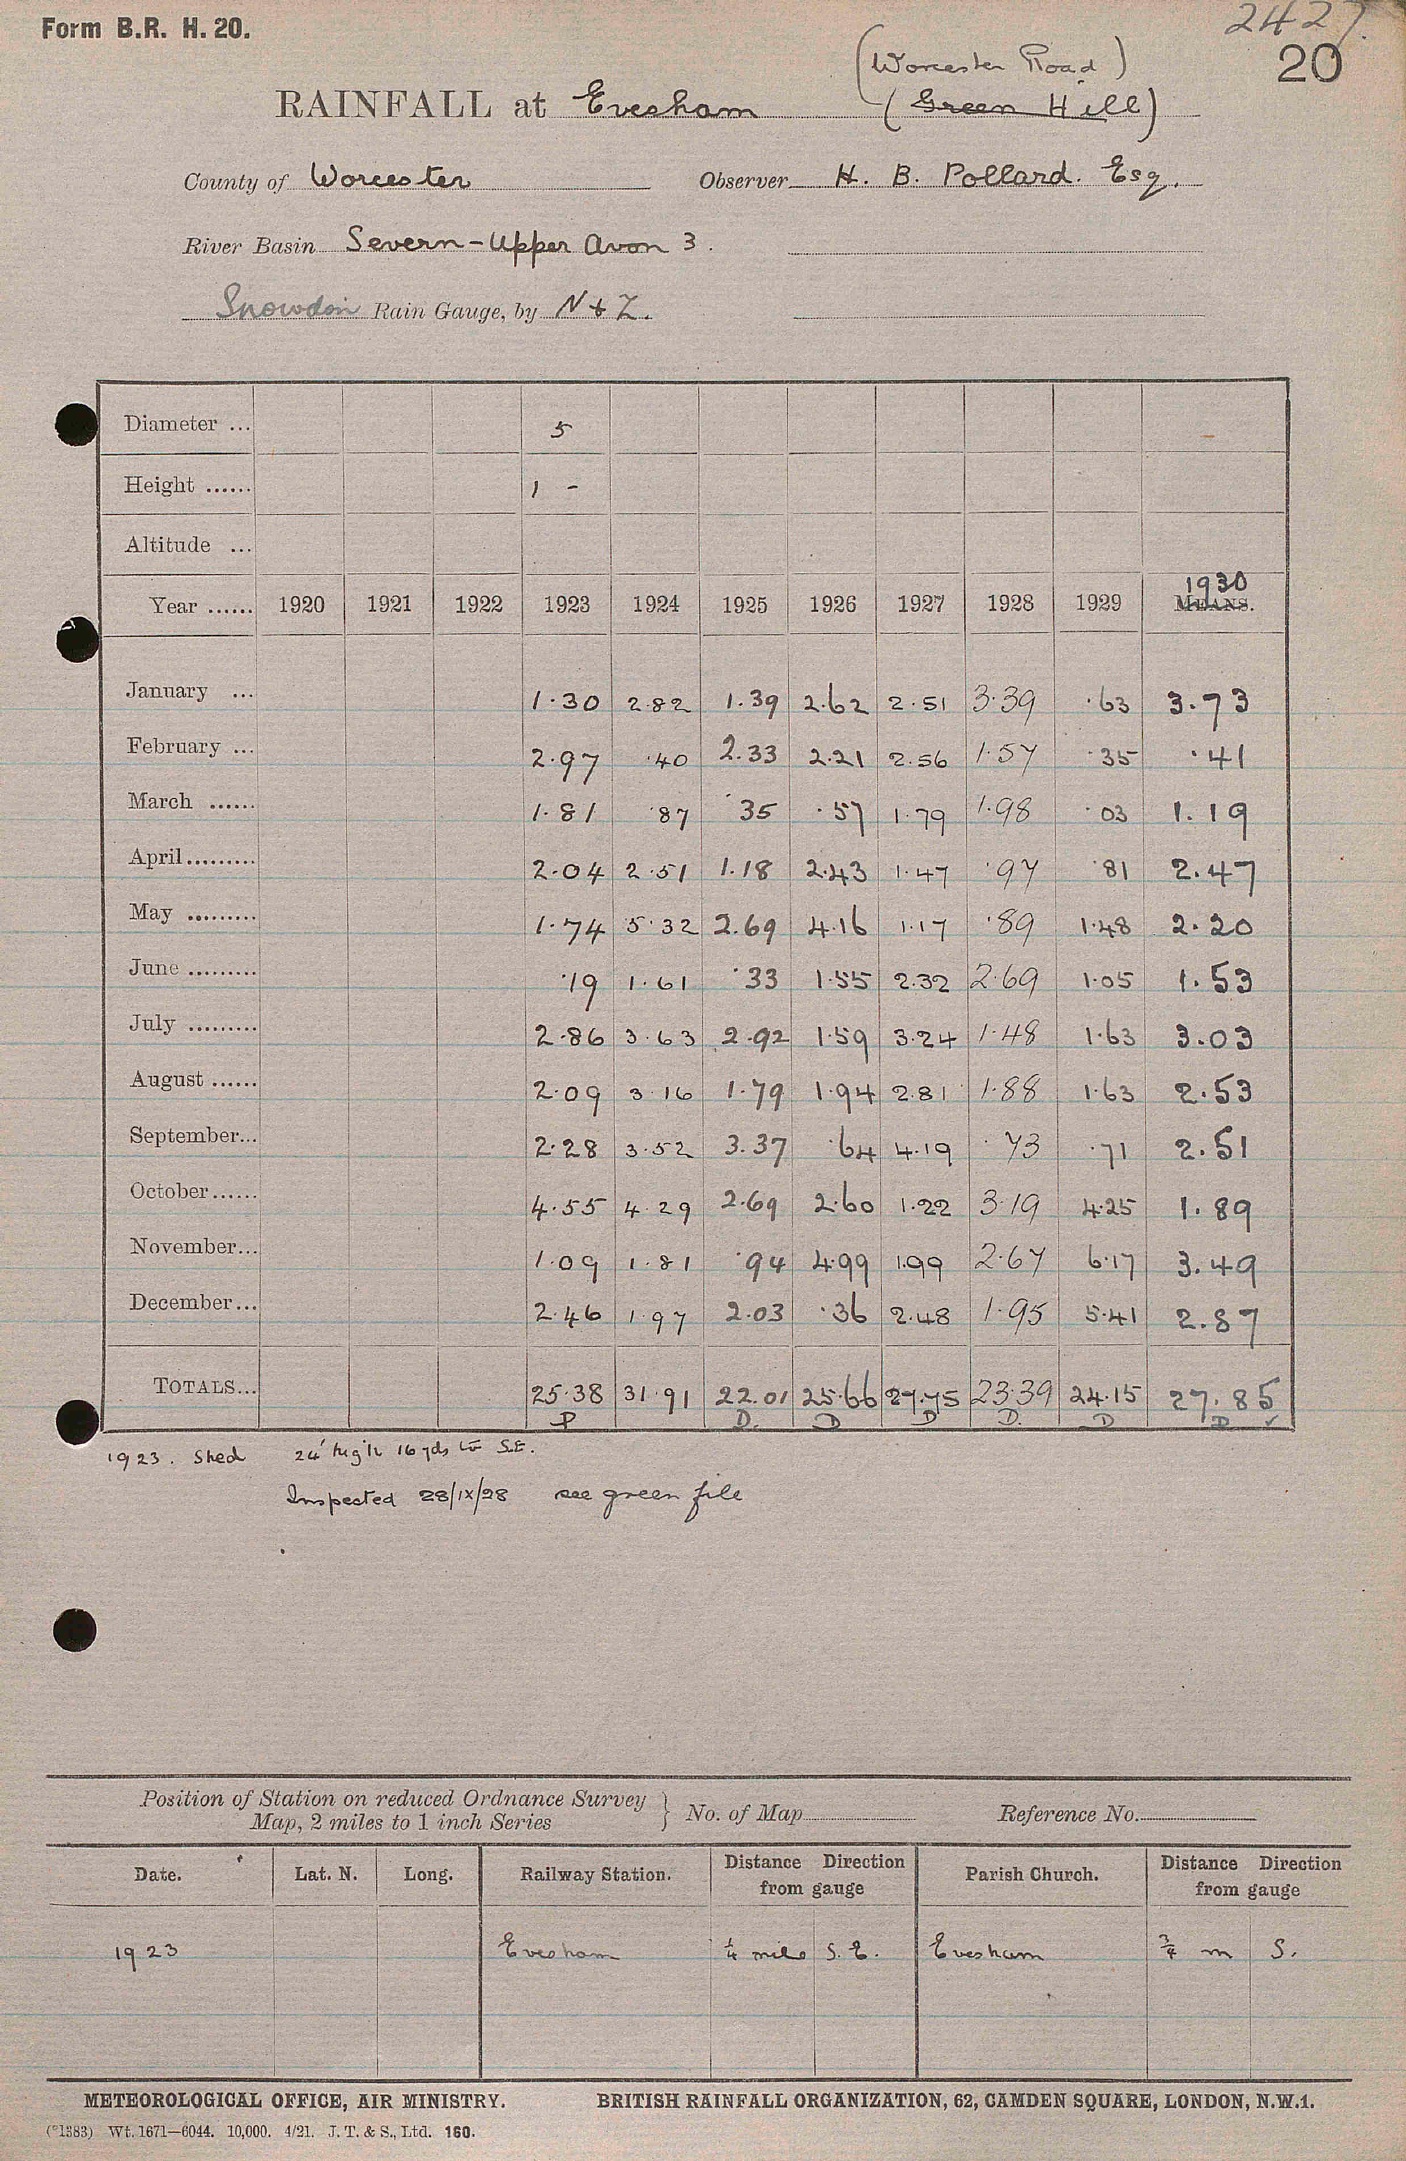 Form B.R. H. 20.
2427.
20
(Worcester Road)
RAINFALL at Evesham (Green Hill)
County of Worcester Observer H. B. Pollard. Esq.
River Basin Severn - Upper Avon 3.
Snowdon Rain Gauge, by N + Z.
Diameter ... 5
Height ...... 1 -
Altitude ...
1930
Year ...... 1920 1921 1922 1923 1924 1925 1926 1927 1928 1929 MEANS.
January ... 1.30 2.82 1.39 2.62 2.51 3.39 .63 3.73
February ... 2.97 .40 2.33 2.21 2.56 1.57 .35 .41
March ...... 1.81 .87 .35 .57 1.79 1.98 .03 1.19
April......... 2.04 2.51 1.18 2.43 1.47 .97 .81 2.47
May ......... 1.74 5.32 2.69 4.16 1.17 .89 1.48 2.20
June ......... .19 1.61 .33 1.55 2.32 2.69 1.05 1.53
July ......... 2.86 3.63 2.92 1.59 3.24 1.48 1.63 3.03
August ...... 2.09 3.16 1.79 1.94 2.81 1.88 1.63 2.53
September... 2.28 3.52 3.37 .64 4.19 .73 .71 2.51
October...... 4.55 4.29 2.69 2.60 1.22 3.19 4.25 1.89
November... 1.09 1.81 .94 4.99 1.99 2.67 6.17 3.49
December... 2.46 1.97 2.03 .36 2.48 1.95 5.41 2.87
TOTALS... 25.38 31.91 22.01 25.66 27.75 23.39 24.15 27.85
P D. D D D. D D ✓
1923. Shed 24' high 16 yds to S.E.
Inspected 28/IX/28 see green file
Position of Station on reduced Ordnance Survey
Map, 2 miles to 1 inch Series } No. of Map Reference No.
Date. Lat. N. Long. Railway Station. Distance Direction from gauge Parish Church. Distance Direction from gauge
1923 Evesham ¼ mile S.E. Evesham ¾ m S.
METEOROLOGICAL OFFICE, AIR MINISTRY. BRITISH RAINFALL ORGANIZATION, 62, CAMDEN SQUARE, LONDON, N.W.1.
(*1383) Wt. 1671—6044. 10,000. 4/21. J. T. & S., Ltd. 160.